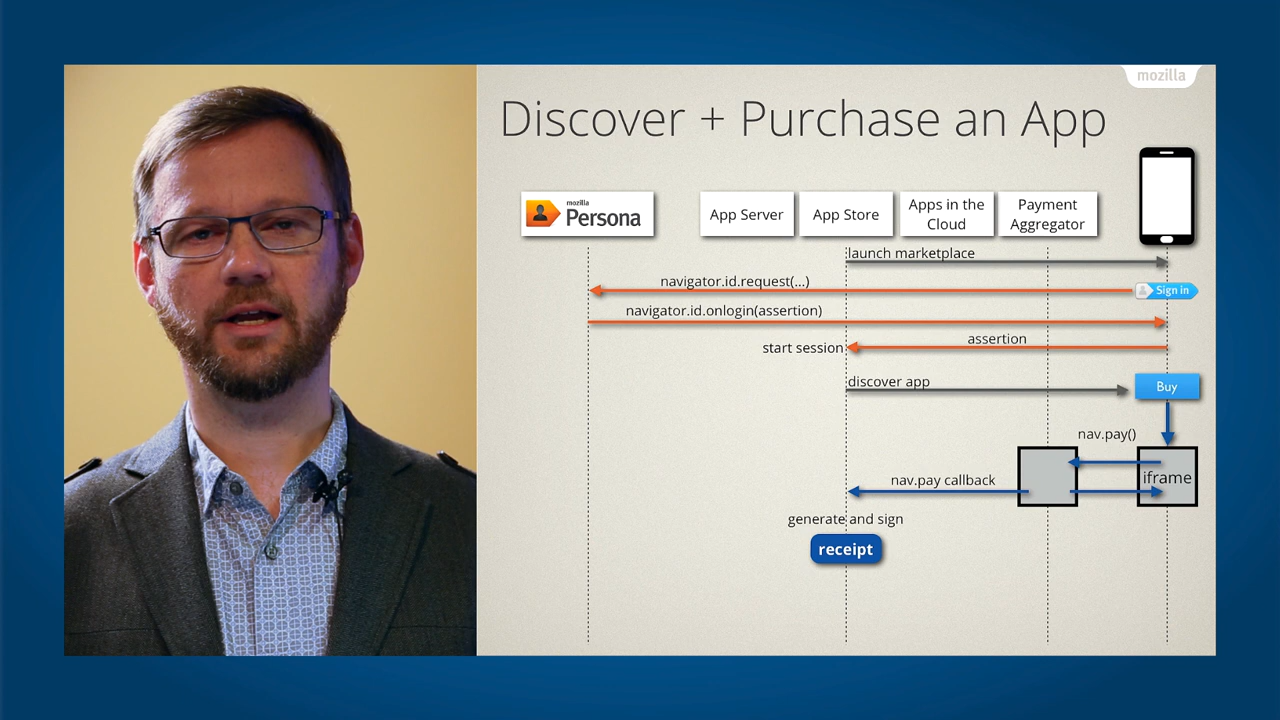 mozilla
Discover + Purchase an App
mozilla
Persona
App Server
App Store
Apps in the
Cloud
Payment
Aggregator
launch marketplace
navigator.id.request(...)
Sign in
navigator.id.onlogin(assertion)
assertion
start session
discover app
Buy
nav.pay()
iframe
nav.pay callback
generate and sign
receipt